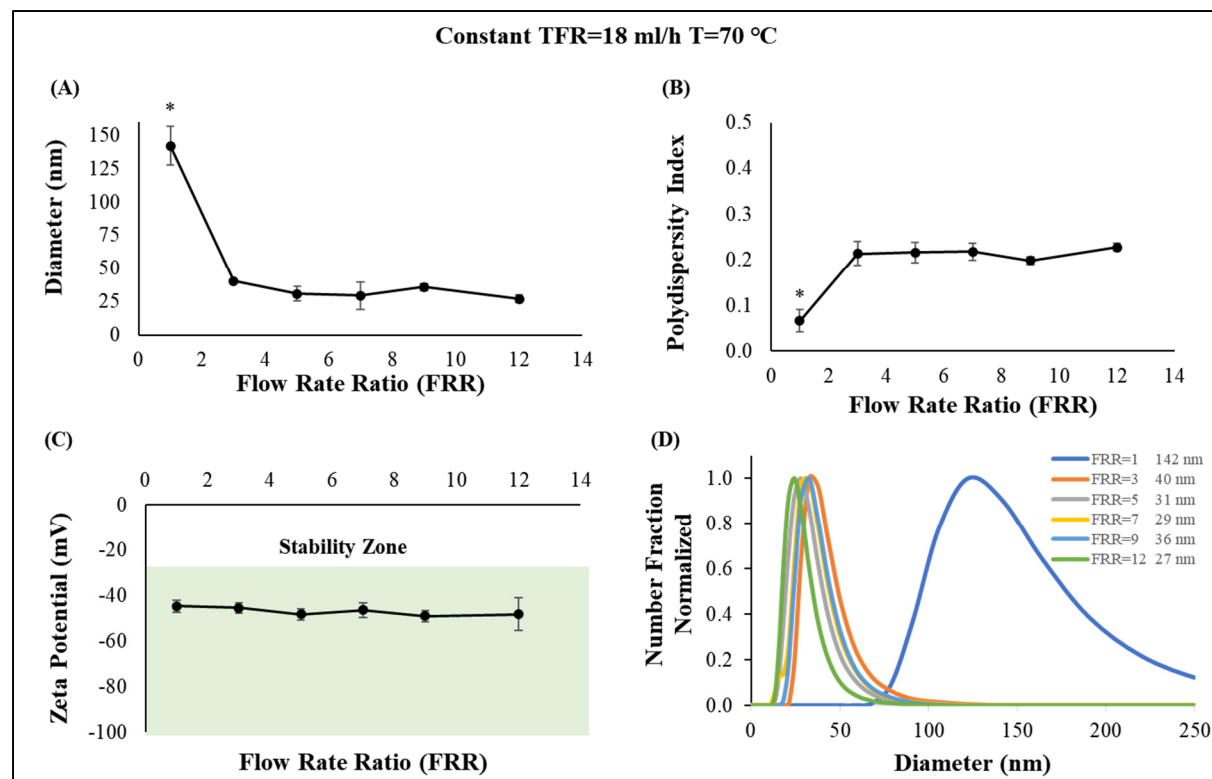 Constant TFR=18 ml/h T=70 °C
(A)
*
150
125
100
75
50
25
0
0 2 4 6 8 10 12 14
Diameter (nm)
Flow Rate Ratio (FRR)
(B)
0.5
0.4
0.3
0.2
0.1
0.0
*
0 2 4 6 8 10 12 14
Polydispersity Index
Flow Rate Ratio (FRR)
(C)
0 2 4 6 8 10 12 14
0
-20
-40
-60
-80
-100
Stability Zone
Zeta Potential (mV)
Flow Rate Ratio (FRR)
(D)
1.0
0.8
0.6
0.4
0.2
0.0
FRR=1 142 nm
FRR=3 40 nm
FRR=5 31 nm
FRR=7 29 nm
FRR=9 36 nm
FRR=12 27 nm
0 50 100 150 200 250
Number Fraction
Normalized
Diameter (nm)